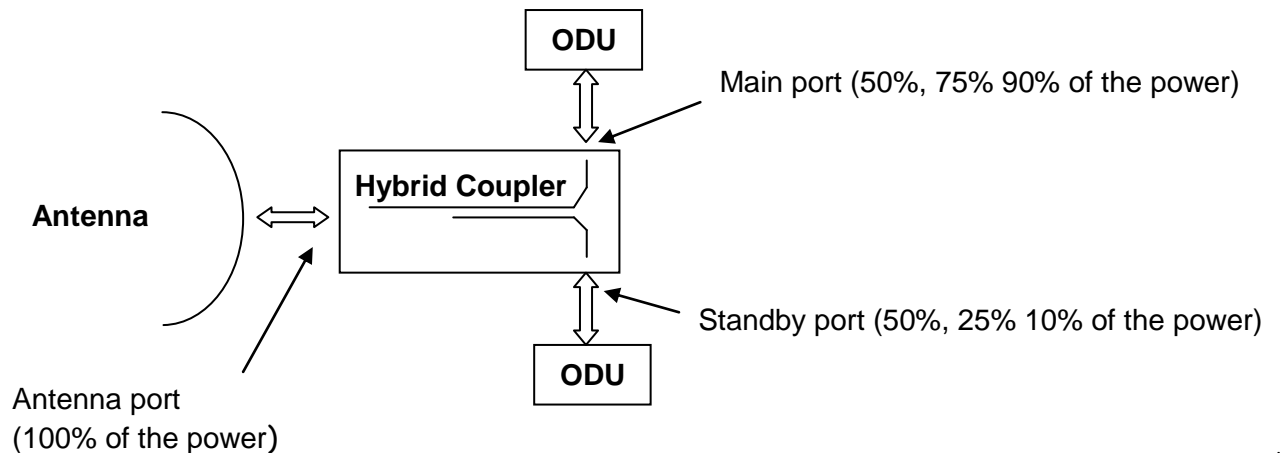 ODU
Main port (50%, 75% 90% of the power)
Hybrid Coupler
Antenna
Standby port (50%, 25% 10% of the power)
ODU
Antenna port
(100% of the power)